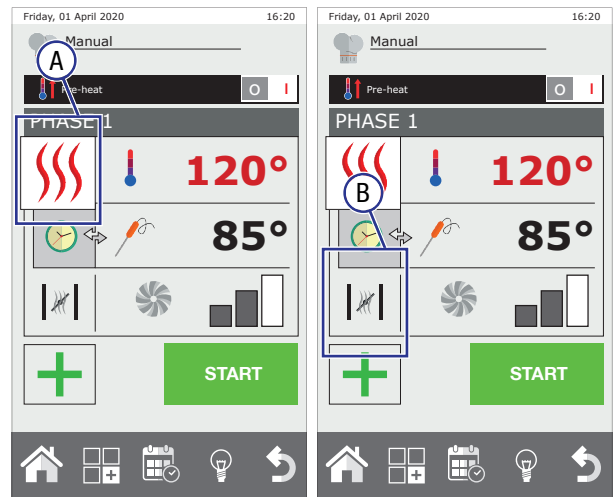 Friday, 01 April 2020 16:20
Manual
A
Pre-heat O I
PHASE 1
120°
85°
START
Friday, 01 April 2020 16:20
Manual
Pre-heat O I
PHASE 1
120°
B
85°
START